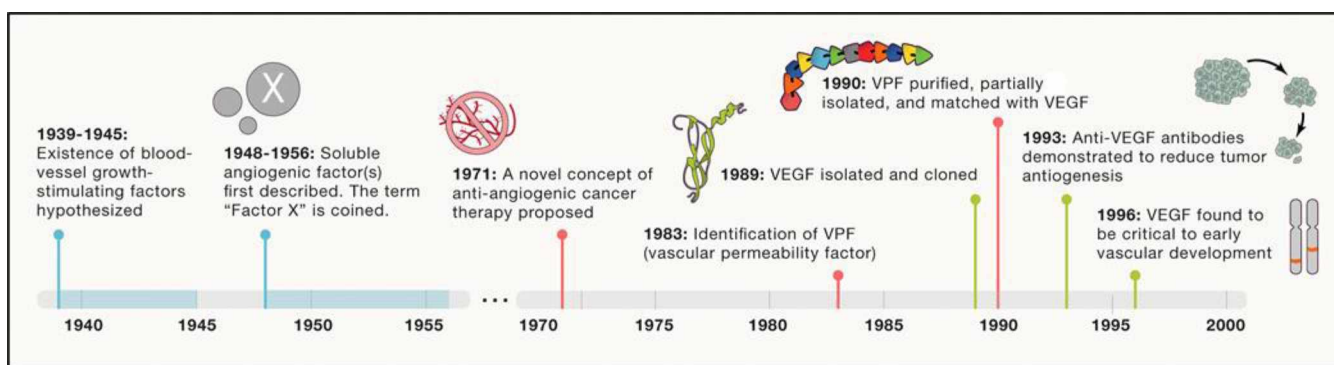 1939-1945:
Existence of blood-
vessel growth-
stimulating factors
hypothesized
X
1948-1956: Soluble
angiogenic factor(s)
first described. The term
“Factor X” is coined.
1971: A novel concept of
anti-angiogenic cancer
therapy proposed
1983: Identification of VPF
(vascular permeability factor)
1989: VEGF isolated and cloned
1990: VPF purified, partially
isolated, and matched with VEGF
1993: Anti-VEGF antibodies
demonstrated to reduce tumor
antiogenesis
1996: VEGF found to
be critical to early
vascular development
1940 1945 1950 1955 ... 1970 1975 1980 1985 1990 1995 2000